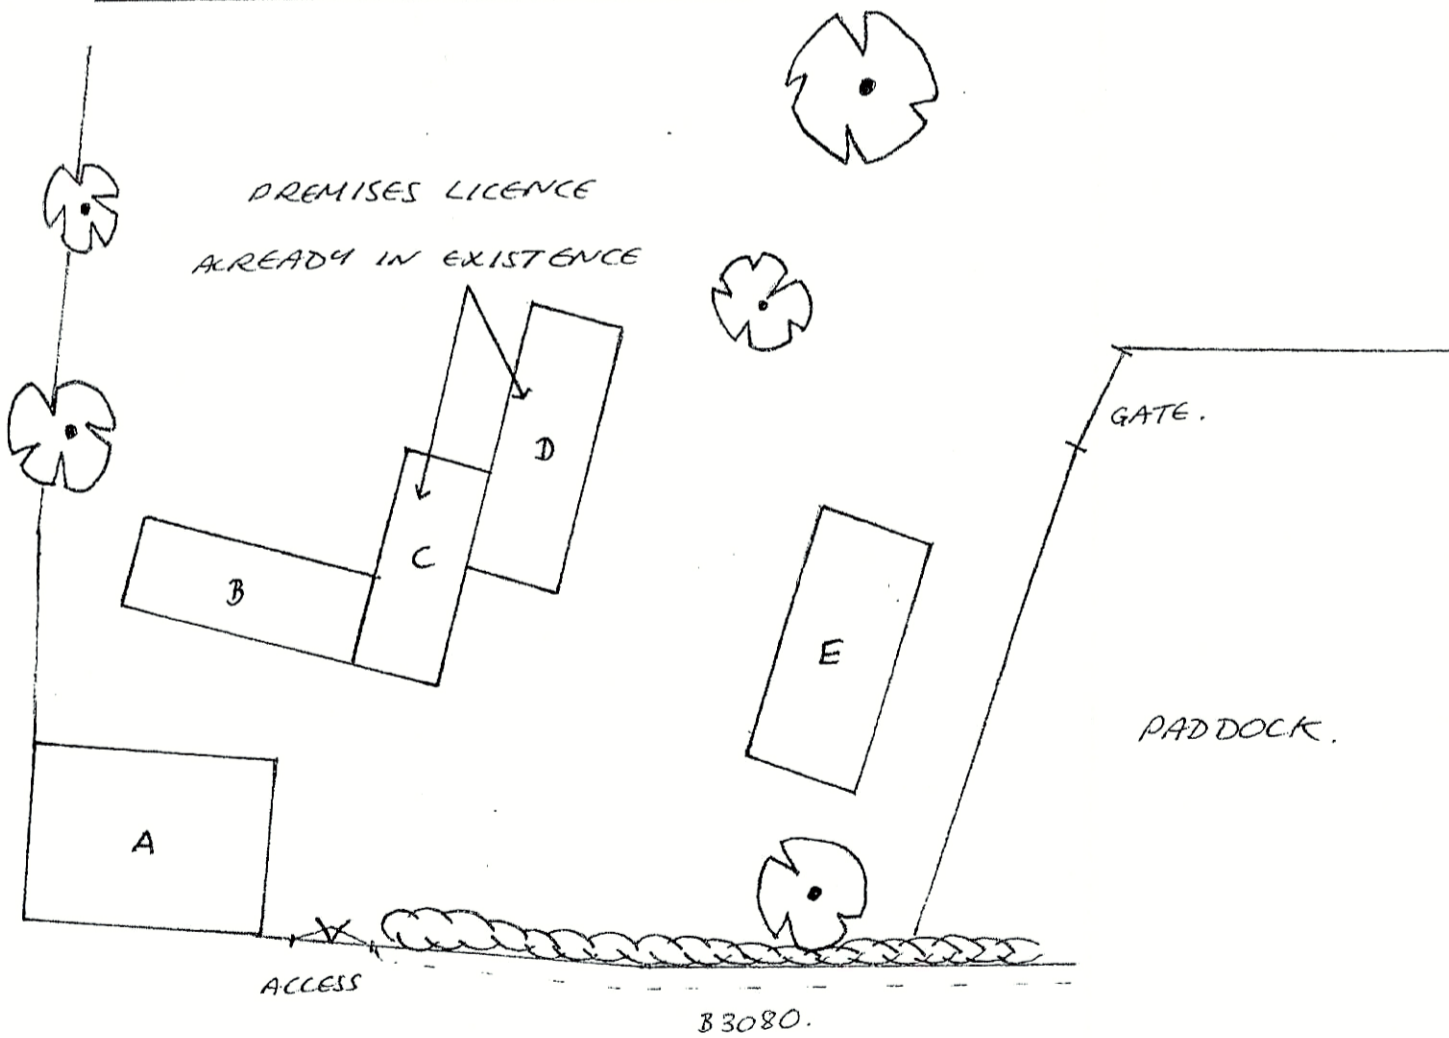 PREMISES LICENCE
ALREADY IN EXISTENCE
D
GATE.
C
B
E
PADDOCK.
A
ACCESS
B3080.